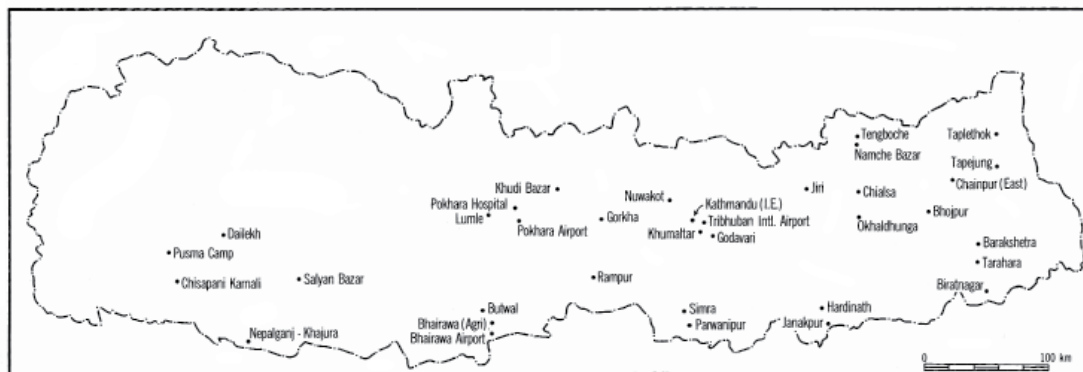 Tengboche
Taplethok
Namche Bazar
Tapejung
Chainpur (East)
Khudi Bazar
Jiri
Chialsa
Nuwakot
Kathmandu (I.E.)
Pokhara Hospital
Lumle
Gorkha
Bhojpur
Pokhara Airport
Tribhuban Intl. Airport
Okhaldhunga
Khumaltar
Godavari
Dailekh
Barakshetra
Pusma Camp
Tarahara
Chisapani Karnali
Salyan Bazar
Rampur
Biratnagar
Butwal
Simra
Hardinath
Bhairawa (Agri)
Parwanipur
Janakpur
Nepalganj - Khajura
Bhairawa Airport
0 100 km